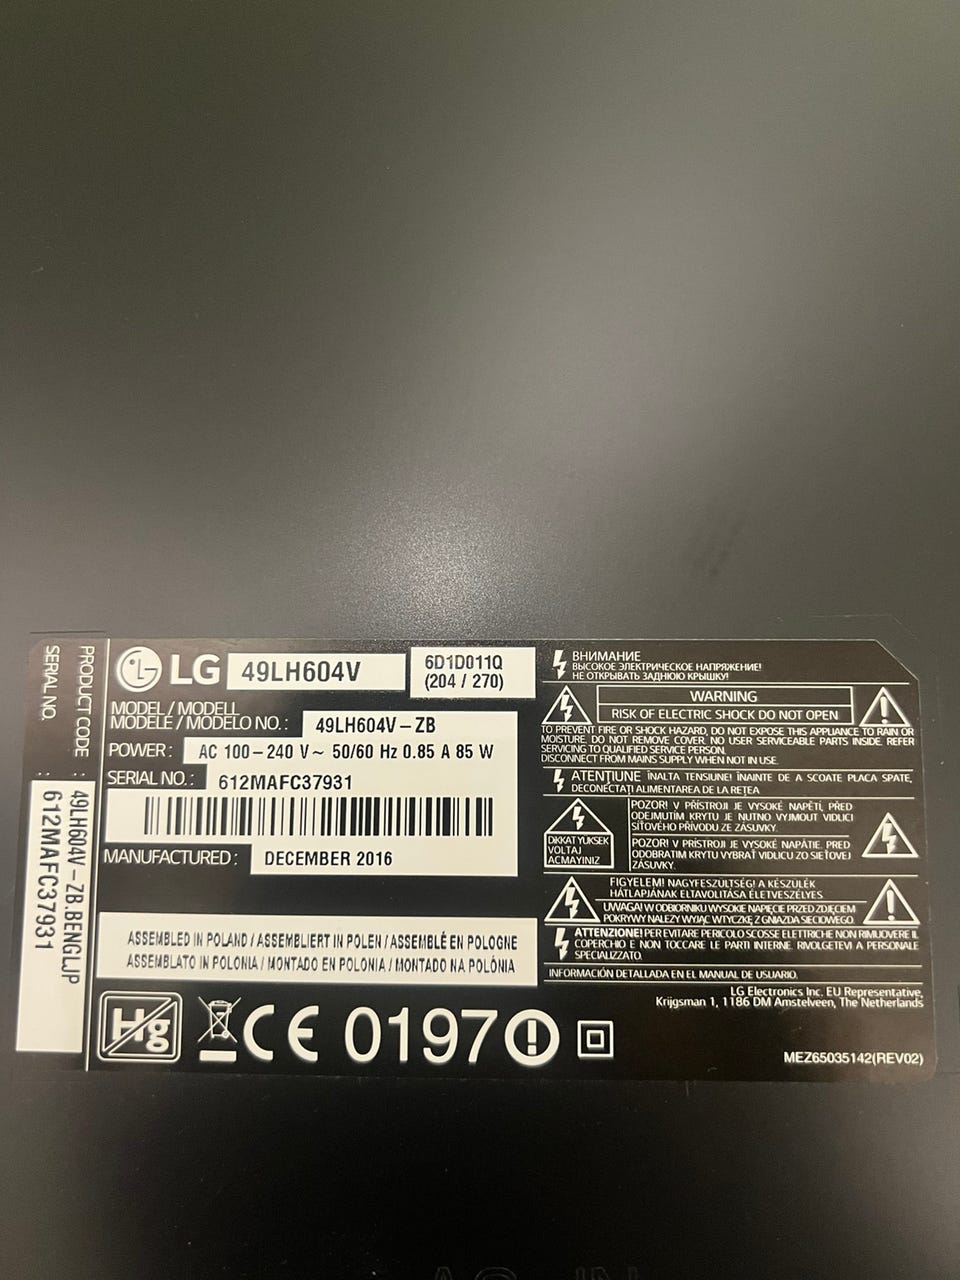 PRODUCT CODE : 49LH604V - ZB.BENGLJP
SERIAL NO. : 612MAFC37931
LG 49LH604V
6D1D011Q
(204 / 270)
MODEL / MODELL
MODÈLE / MODELO NO. : 49LH604V - ZB
POWER : AC 100 - 240 V ~ 50/60 Hz 0.85 A 85 W
SERIAL NO. : 612MAFC37931
MANUFACTURED : DECEMBER 2016
ASSEMBLED IN POLAND / ASSEMBLIERT IN POLEN / ASSEMBLÉ EN POLOGNE
ASSEMBLATO IN POLONIA / MONTADO EN POLONIA / MONTADO NA POLÓNIA
Hg CE 0197
ВНИМАНИЕ
ВЫСОКОЕ ЭЛЕКТРИЧЕСКОЕ НАПРЯЖЕНИЕ!
НЕ ОТКРЫВАТЬ ЗАДНЮЮ КРЫШКУ!
WARNING
RISK OF ELECTRIC SHOCK DO NOT OPEN
TO PREVENT FIRE OR SHOCK HAZARD, DO NOT EXPOSE THIS APPLIANCE TO RAIN OR
MOISTURE. DO NOT REMOVE COVER. NO USER SERVICEABLE PARTS INSIDE. REFER
SERVICING TO QUALIFIED SERVICE PERSON.
DISCONNECT FROM MAINS SUPPLY WHEN NOT IN USE.
ATENȚIUNE ÎNALTA TENSIUNE! ÎNAINTE DE A SCOATE PLACA SPATE,
DECONECTAȚI ALIMENTAREA DE LA REȚEA
DIKKAT YUKSEK
VOLTAJ
ACMAYINIZ
POZOR! V PŘÍSTROJI JE VYSOKÉ NAPĚTÍ, PŘED
ODEJMUTÍM KRYTU JE NUTNO VYJMOUT VIDLICI
SÍŤOVÉHO PŘÍVODU ZE ZÁSUVKY.
POZOR! V PRÍSTROJI JE VYSOKÉ NAPÁTIE. PRED
ODOBRATIM KRYTU VYBRAŤ VIDLICU ZO SIEŤOVEJ
ZÁSUVKY.
FIGYELEM! NAGYFESZÜLTSÉG! A KÉSZÜLÉK
HÁTLAPJÁNAK ELTAVOLÍTÁSA ÉLETVESZÉLYES
UWAGA! W ODBIORNIKU WYSOKIE NAPIĘCIE PRZED ZDJĘCIEM
POKRYWY NALEŻY WYJĄĆ WTYCZKĘ Z GNIAZDA SIECIOWEGO.
ATTENZIONE! PER EVITARE PERICOLO SCOSSE ELETTRICHE NON RIMUOVERE IL
COPERCHIO E NON TOCCARE LE PARTI INTERNE. RIVOLGETEVI A PERSONALE
SPECIALIZZATO.
INFORMACIÓN DETALLADA EN EL MANUAL DE USUARIO.
LG Electronics Inc. EU Representative,
Krijgsman 1, 1186 DM Amstelveen, The Netherlands
MEZ65035142(REV02)